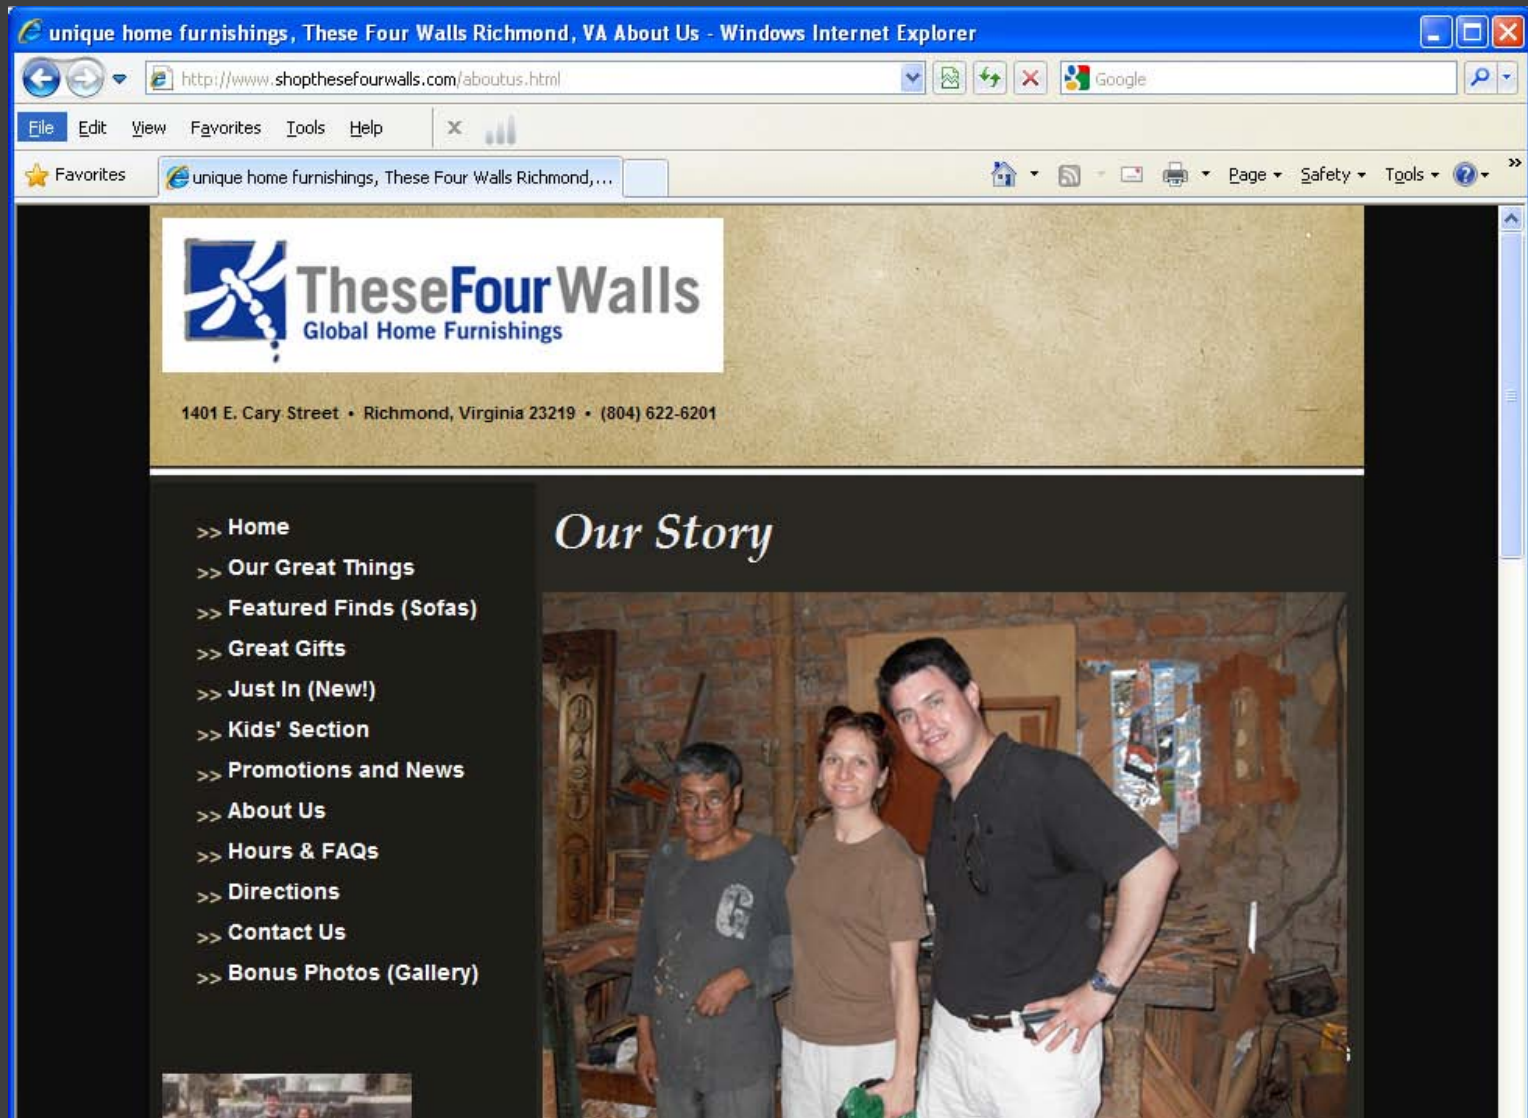 unique home furnishings, These Four Walls Richmond, VA About Us - Windows Internet Explorer
http://www.shopthesefourwalls.com/aboutus.html
Google
File Edit View Favorites Tools Help
Favorites
unique home furnishings, These Four Walls Richmond,...
Page Safety Tools
TheseFourWalls
Global Home Furnishings
1401 E. Cary Street • Richmond, Virginia 23219 • (804) 622-6201
>> Home
>> Our Great Things
>> Featured Finds (Sofas)
>> Great Gifts
>> Just In (New!)
>> Kids' Section
>> Promotions and News
>> About Us
>> Hours & FAQs
>> Directions
>> Contact Us
>> Bonus Photos (Gallery)
Our Story
G